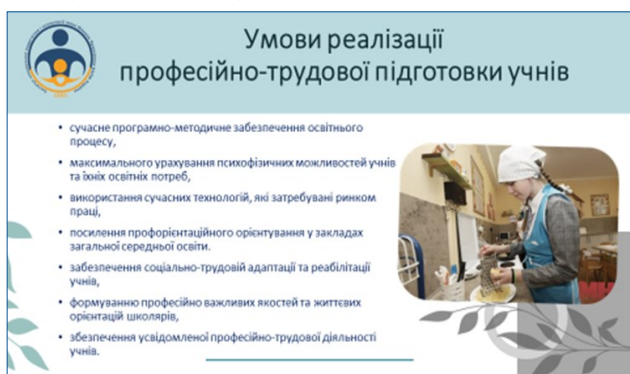 Умови реалізації
професійно-трудової підготовки учнів
• сучасне програмно-методичне забезпечення освітнього
процесу,
• максимального урахування психофізичних можливостей учнів
та їхніх освітніх потреб,
• використання сучасних технологій, які затребувані ринком
праці,
• посилення профорієнтаційного орієнтування у закладах
загальної середньої освіти.
• забезпечення соціально-трудовій адаптації та реабілітації
учнів,
• формуванню професійно важливих якостей та життєвих
орієнтацій школярів,
• збезпечення усвідомленої професійно-трудової діяльності
учнів.